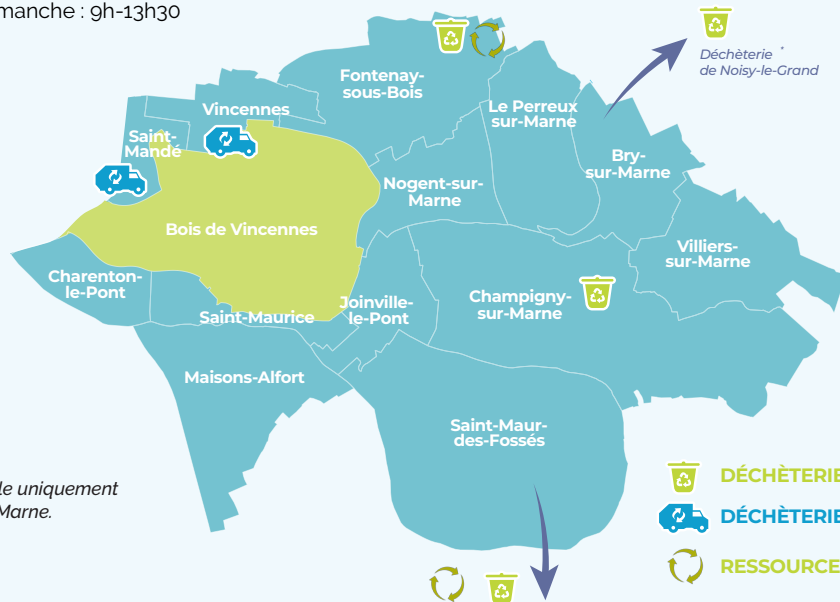 manche : 9h-13h30
Déchèterie *
de Noisy-le-Grand
Fontenay-
sous-Bois
Vincennes
Le Perreux
sur-Marne
Saint-
Mandé
Bry-
sur-Marne
Nogent-sur-
Marne
Bois de Vincennes
Villiers-
sur-Marne
Charenton-
le-Pont
Saint-Maurice
Joinville-
le-Pont
Champigny-
sur-Marne
Maisons-Alfort
Saint-Maur-
des-Fossés
le uniquement
Marne.
DÉCHÈTERIE
DÉCHÈTERIE
RESSOURCE